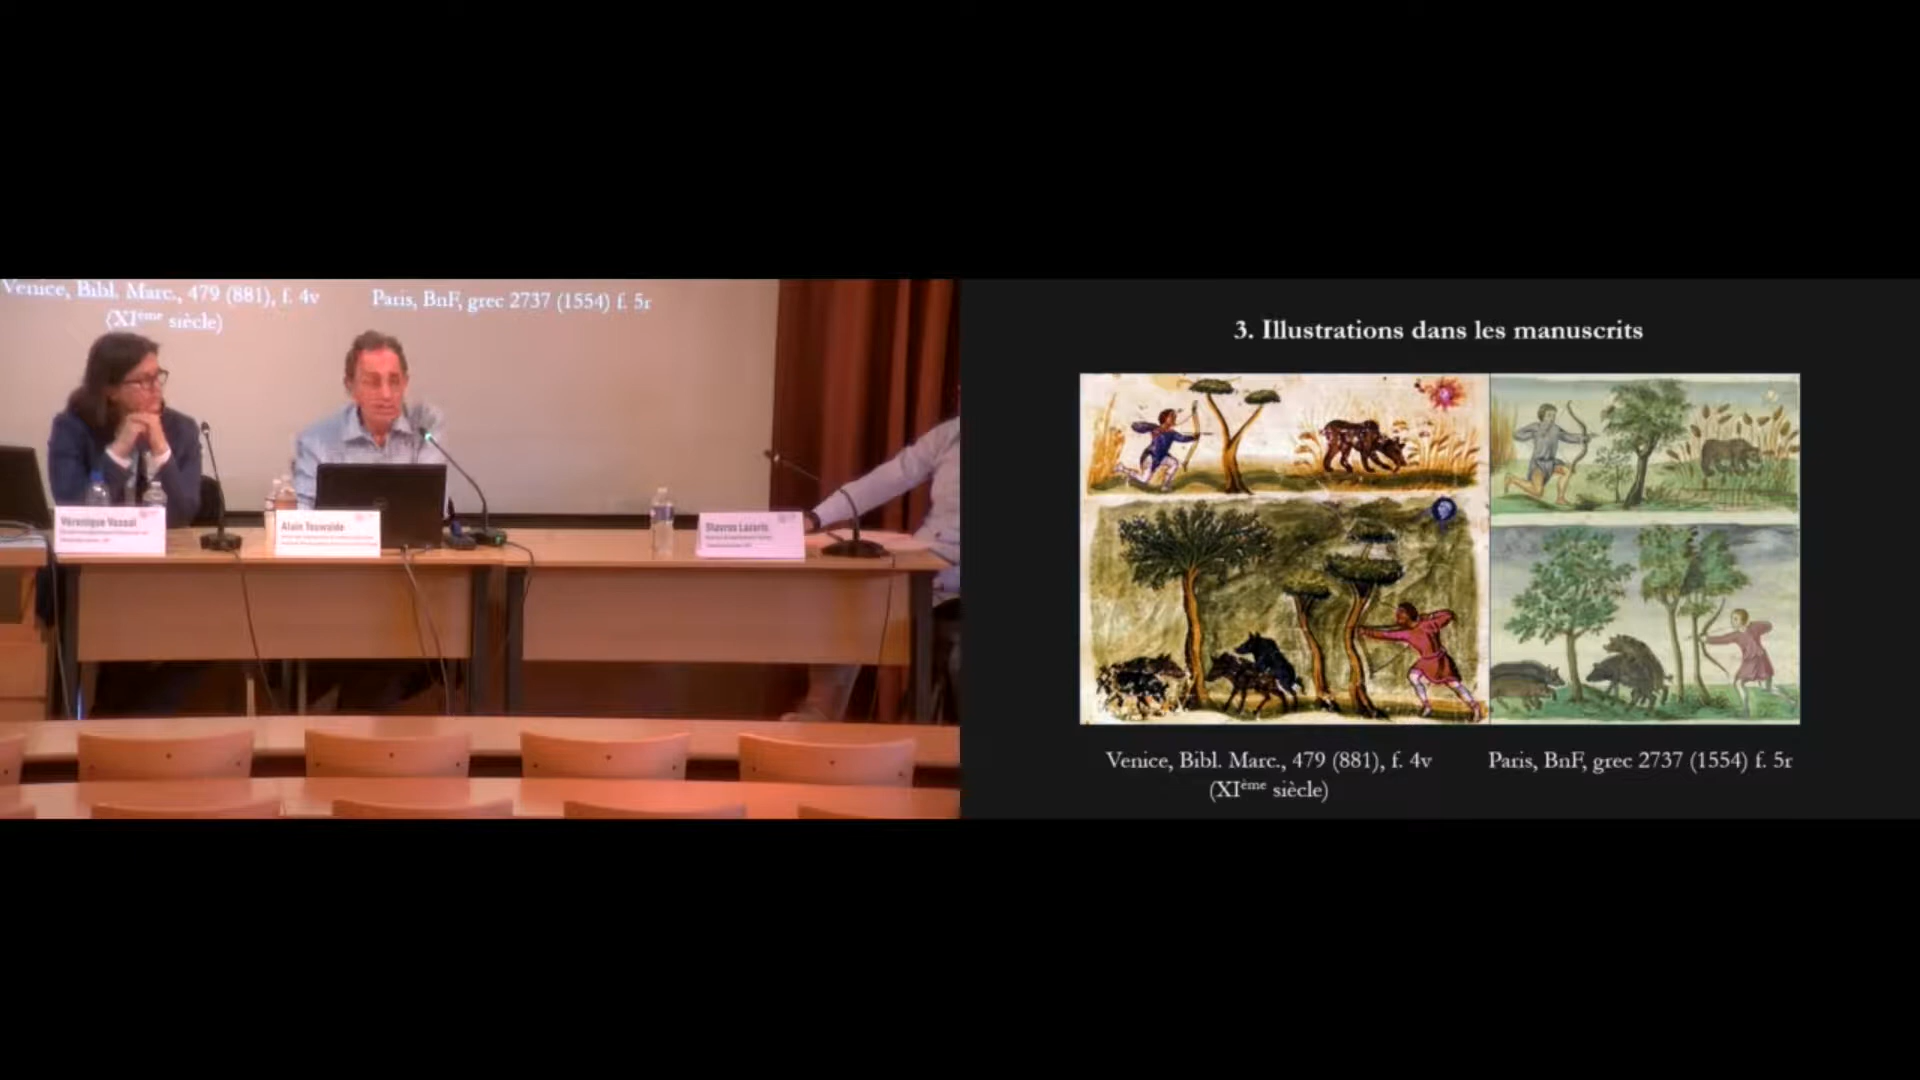 Venice, Bibl. Marc., 479 (881), f. 4v
(XIème siècle)
Paris, BnF, grec 2737 (1554) f. 5r
Véronique Vassal
Alain Touwaide
Stavros Lazaris
3. Illustrations dans les manuscrits
Venice, Bibl. Marc., 479 (881), f. 4v
(XIème siècle)
Paris, BnF, grec 2737 (1554) f. 5r